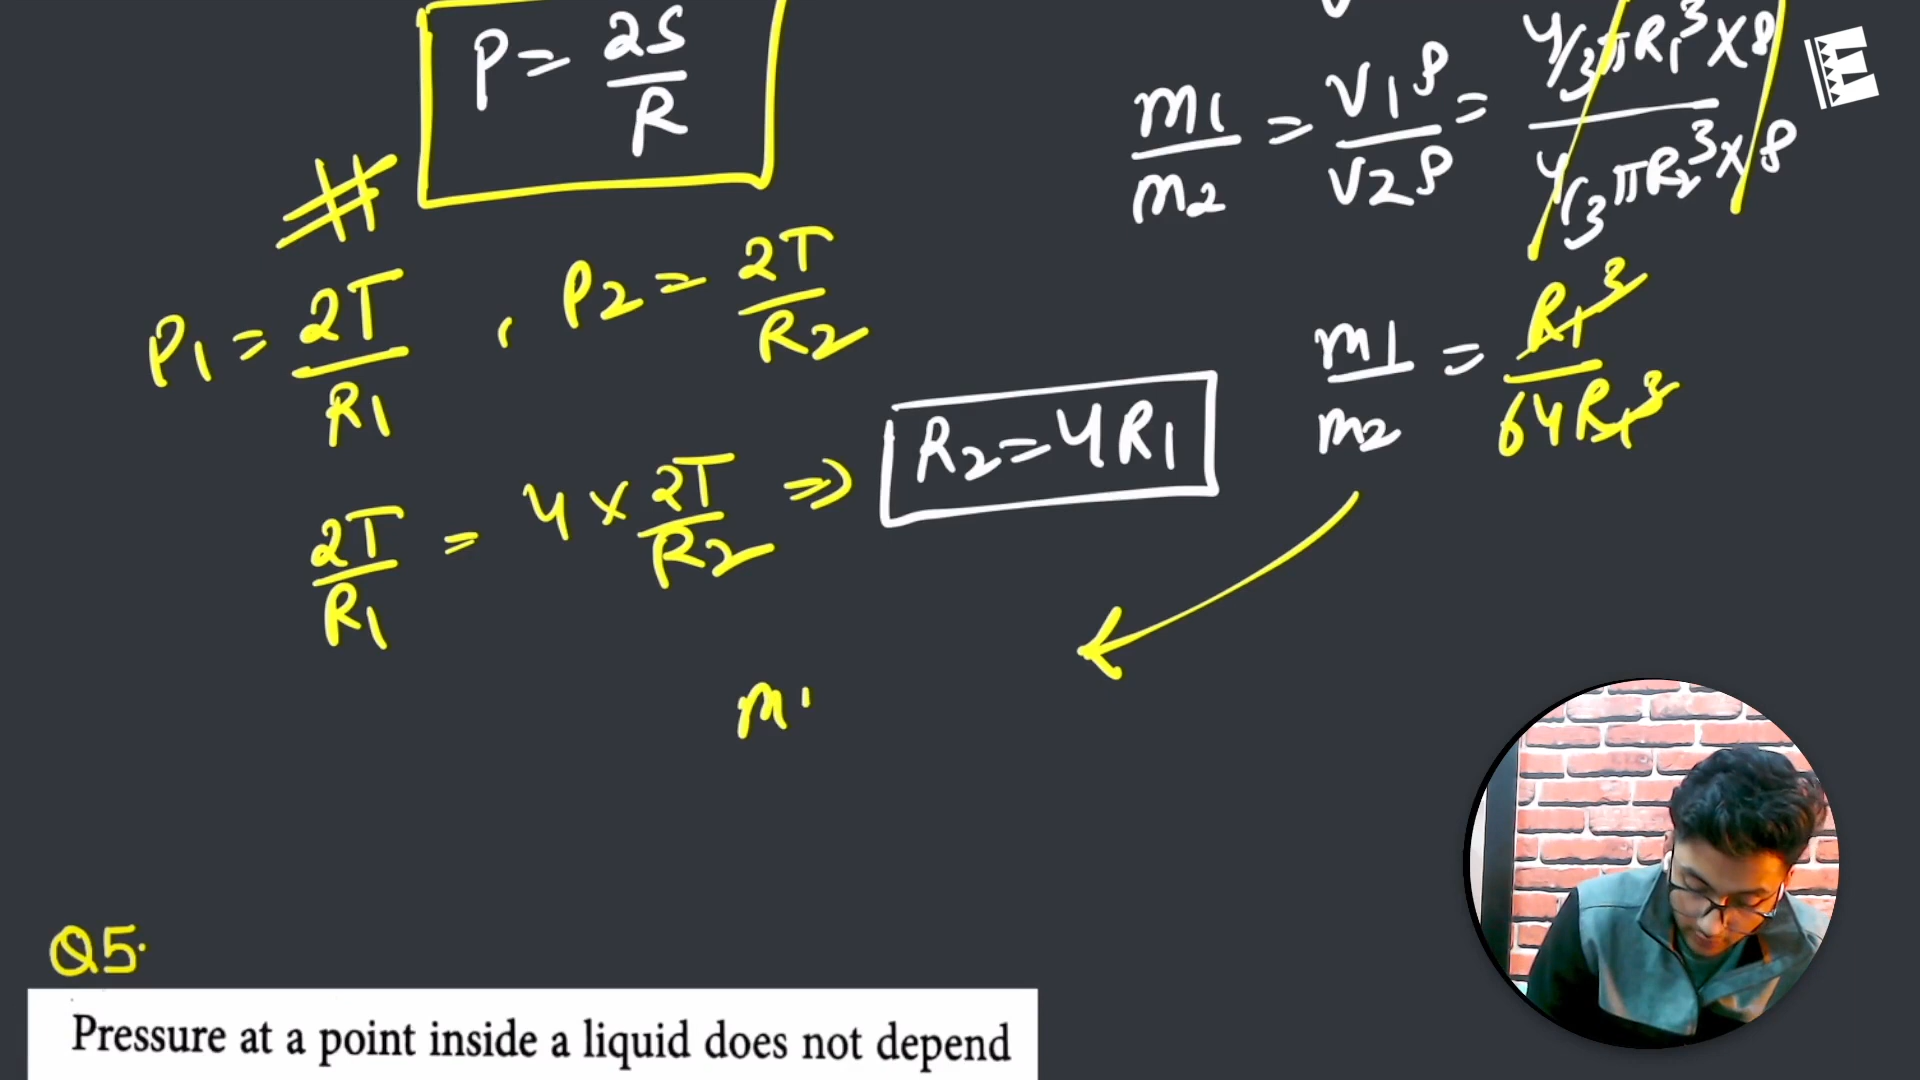 P = 2S/R
#
P1 = 2T/R1 , P2 = 2T/R2
2T/R1 = 4 × 2T/R2 ⇒ R2 = 4R1
m1/m2 = V1ρ/V2ρ = 4/3πR1³×ρ / 4/3πR2³×ρ
m1/m2 = R1³/64R1³
m1
Q5.
Pressure at a point inside a liquid does not depend